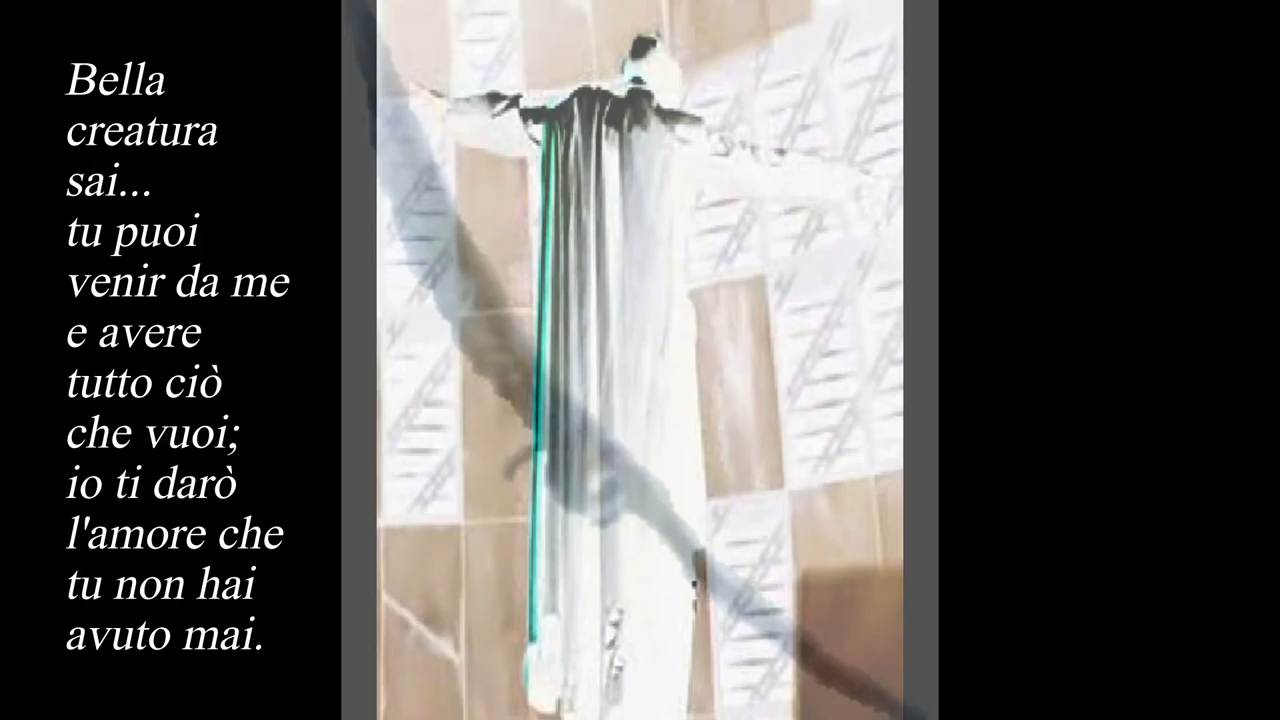 Bella
creatura
sai...
tu puoi
venir da me
e avere
tutto ciò
che vuoi;
io ti darò
l'amore che
tu non hai
avuto mai.